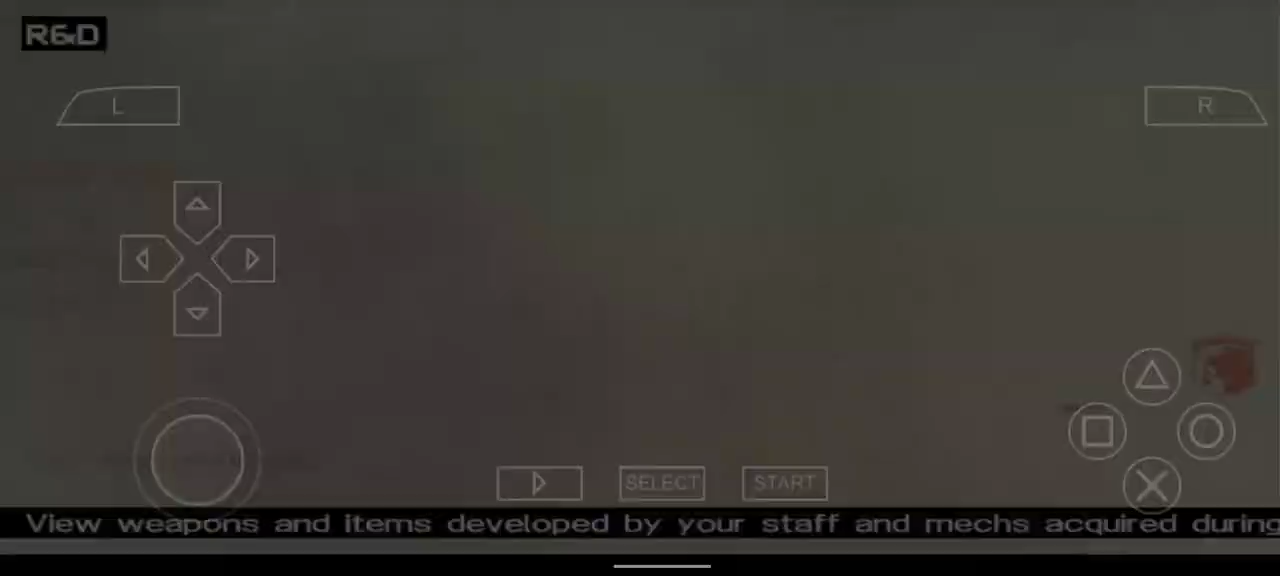 R&D
L
R
SELECT
START
View weapons and items developed by your staff and mechs acquired during